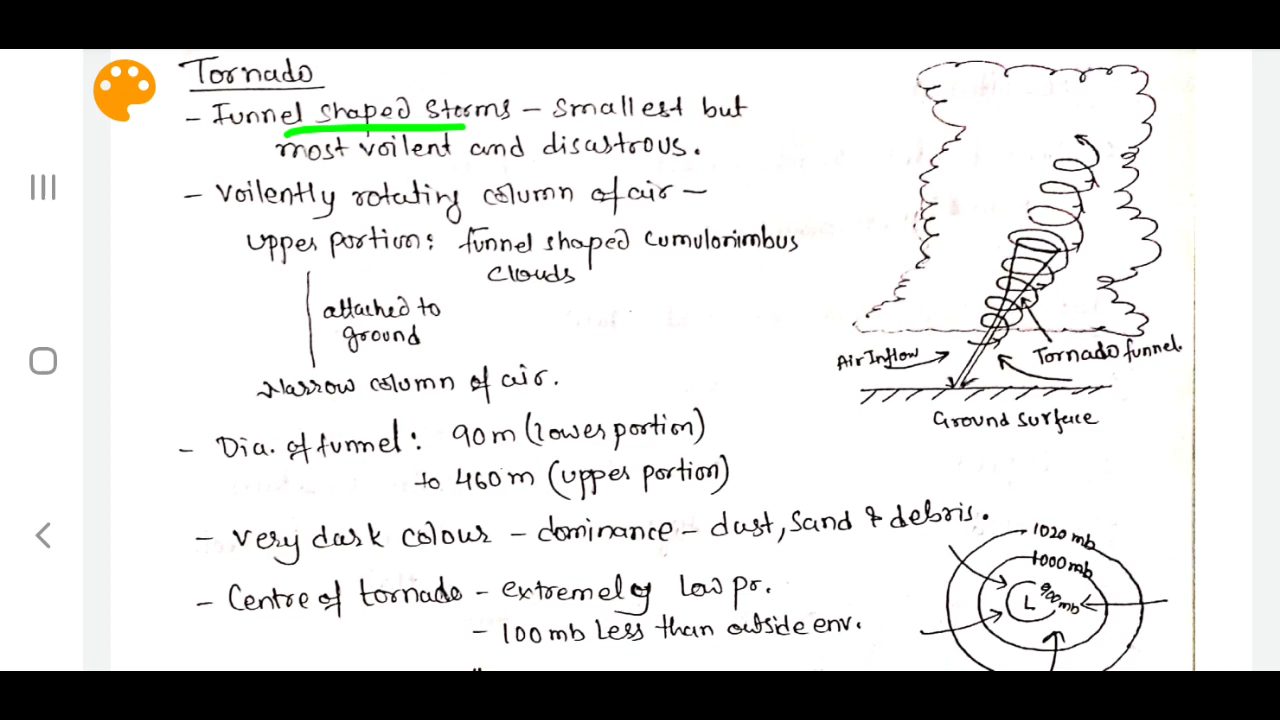 Tornado
- Funnel shaped storms - smallest but
most voilent and disastrous.
- Voilently rotating column of air -
Upper portion: funnel shaped cumulonimbus
clouds
attached to
ground
Narrow column of air.
- Dia. of funnel: 90m (lower portion)
to 460m (upper portion)
- Very dark colour - dominance - dust, sand & debris.
- Centre of tornado - extremely low pr.
- 100 mb less than outside env.
Air Inflow
Tornado funnel.
Ground surface
1020 mb
1000 mb
900 mb
L